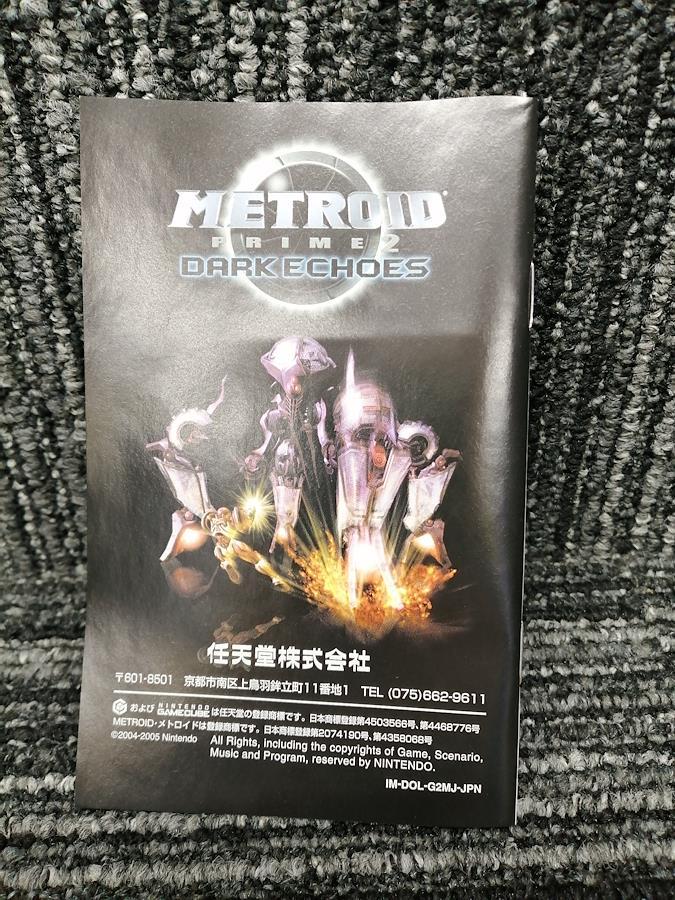 METROID
PRIME 2
DARK ECHOES
任天堂株式会社
〒601-8501 京都市南区上鳥羽鉾立町11番地1 TEL (075)662-9611
および NINTENDO GAMECUBE は任天堂の登録商標です。日本商標登録第4503566号、第4468776号
METROID・メトロイドは登録商標です。日本商標登録第2074190号、第4358068号
©2004-2005 Nintendo All Rights, including the copyrights of Game, Scenario,
Music and Program, reserved by NINTENDO.
IM-DOL-G2MJ-JPN